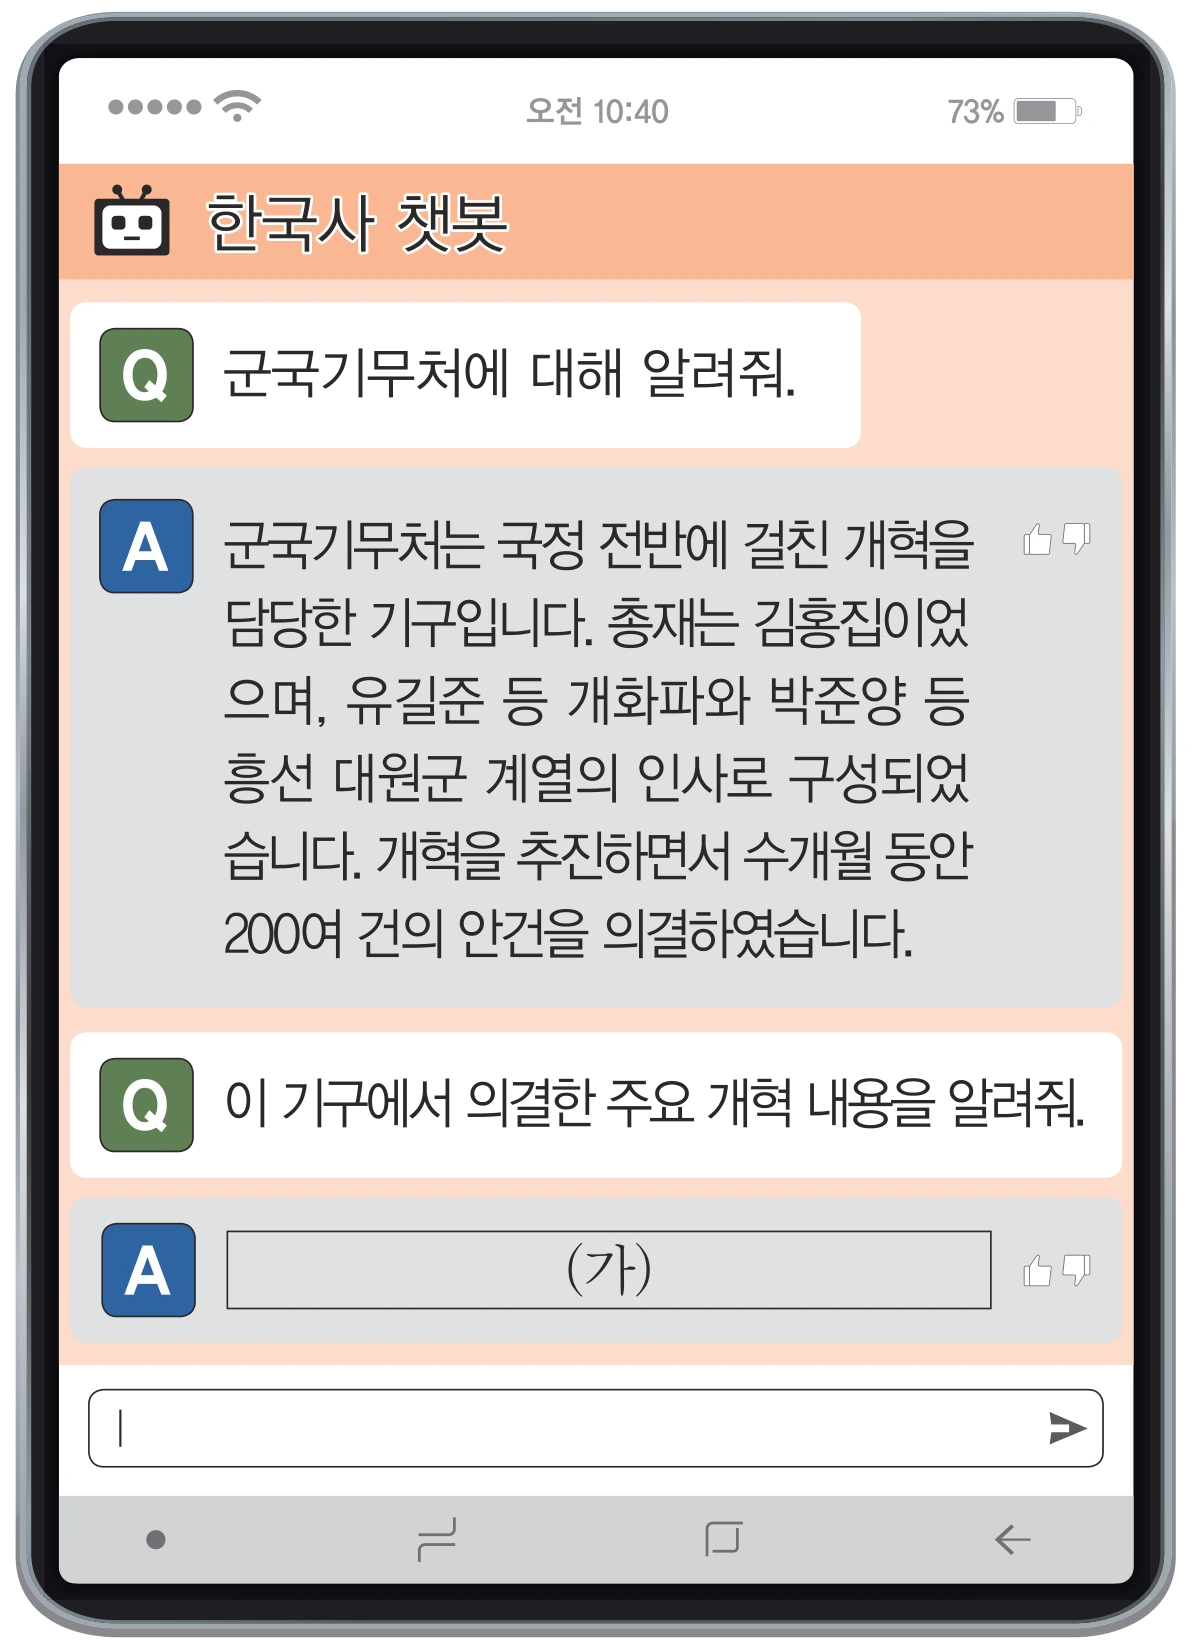 오전 10:40
73%
한국사 챗봇
Q 군국기무처에 대해 알려줘.
A 군국기무처는 국정 전반에 걸친 개혁을
담당한 기구입니다. 총재는 김홍집이었
으며, 유길준 등 개화파와 박준양 등
흥선 대원군 계열의 인사로 구성되었
습니다. 개혁을 추진하면서 수개월 동안
200여 건의 안건을 의결하였습니다.
Q 이 기구에서 의결한 주요 개혁 내용을 알려줘.
A (가)